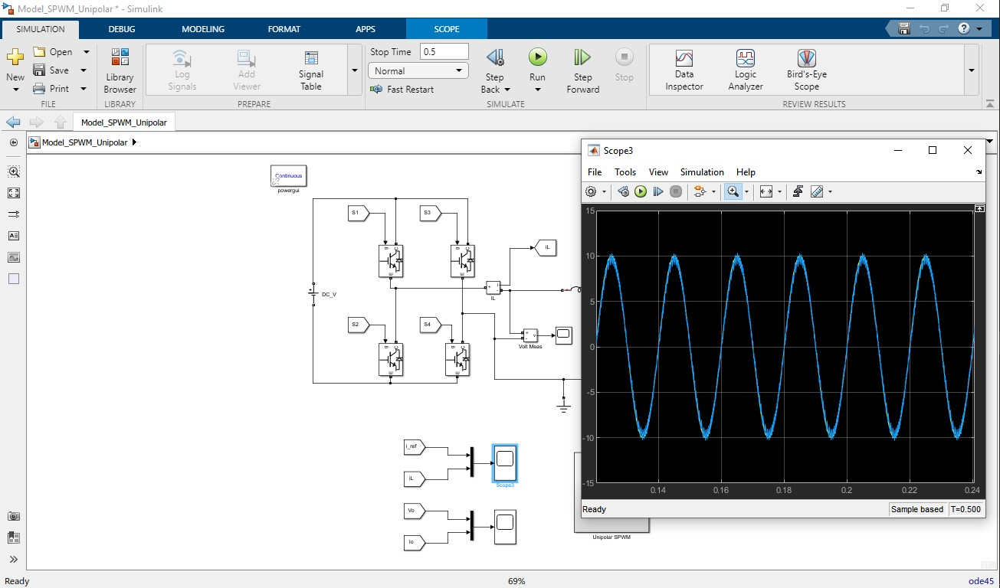 Model_SPWM_Unipolar * - Simulink
SIMULATION DEBUG MODELING FORMAT APPS SCOPE
New
Open
Save
Print
FILE
Library Browser
LIBRARY
Log Signals
Add Viewer
Signal Table
PREPARE
Stop Time 0.5
Normal
Fast Restart
Step Back
Run
Step Forward
Stop
SIMULATE
Data Inspector
Logic Analyzer
Bird's-Eye Scope
REVIEW RESULTS
Model_SPWM_Unipolar
Model_SPWM_Unipolar
Continuous
powergui
S1
S3
g C
E
g C
E
iL
DC_V
+ i
-
IL
S2
S4
g C
E
g C
E
+ v
-
Volt Meas
i_ref
iL
Scope3
Vo
Io
Unipolar SPWM
Scope3
File Tools View Simulation Help
15
10
5
0
-5
-10
-15
0.14 0.16 0.18 0.2 0.22 0.24
Ready Sample based T=0.500
Ready 69% ode45